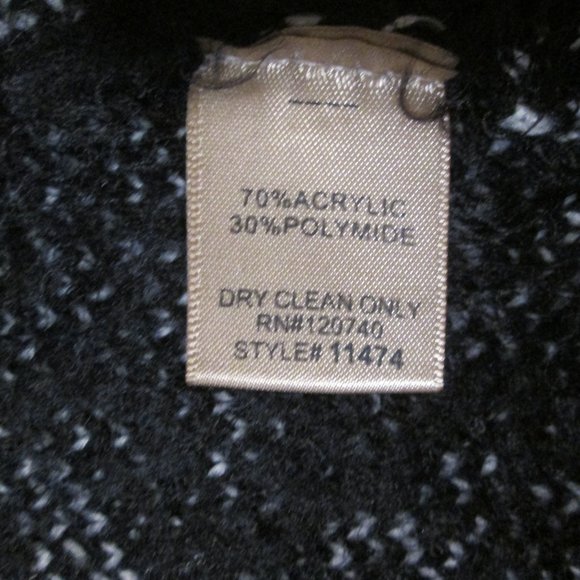 70%ACRYLIC
30%POLYMIDE
DRY CLEAN ONLY
RN#120740
STYLE# 11474